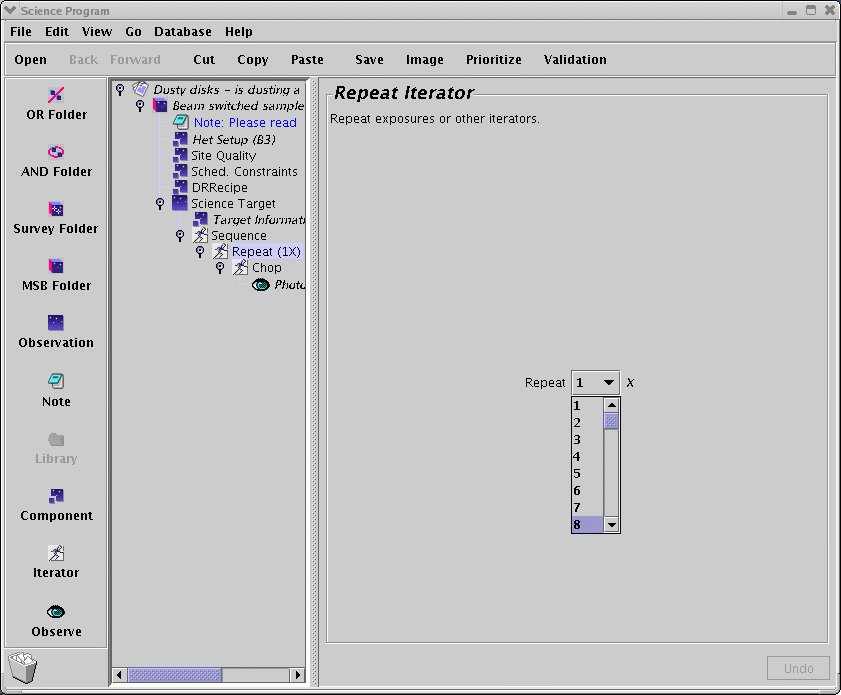 Science Program
File Edit View Go Database Help
Open Back Forward Cut Copy Paste Save Image Prioritize Validation
OR Folder
AND Folder
Survey Folder
MSB Folder
Observation
Note
Library
Component
Iterator
Observe
Dusty disks - is dusting a
Beam switched sample
Note: Please read
Het Setup (B3)
Site Quality
Sched. Constraints
DRRecipe
Science Target
Target Informati
Sequence
Repeat (1X)
Chop
Photo
Repeat Iterator
Repeat exposures or other iterators.
Repeat 1 X
1
2
3
4
5
6
7
8
Undo